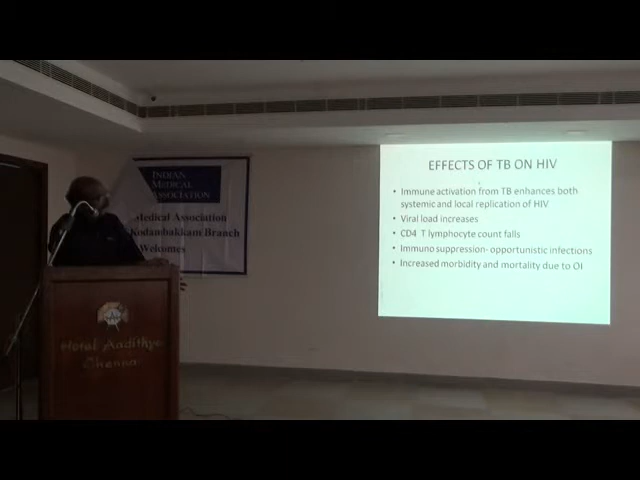 INDIAN
MEDICAL
ASSOCIATION
Medical Association
Kodambakkam Branch
Welcomes
EFFECTS OF TB ON HIV
• Immune activation from TB enhances both
systemic and local replication of HIV
• Viral load increases
• CD4 T lymphocyte count falls
• Immuno suppression- opportunistic infections
• Increased morbidity and mortality due to OI
Hotel Aadithya
Chennai